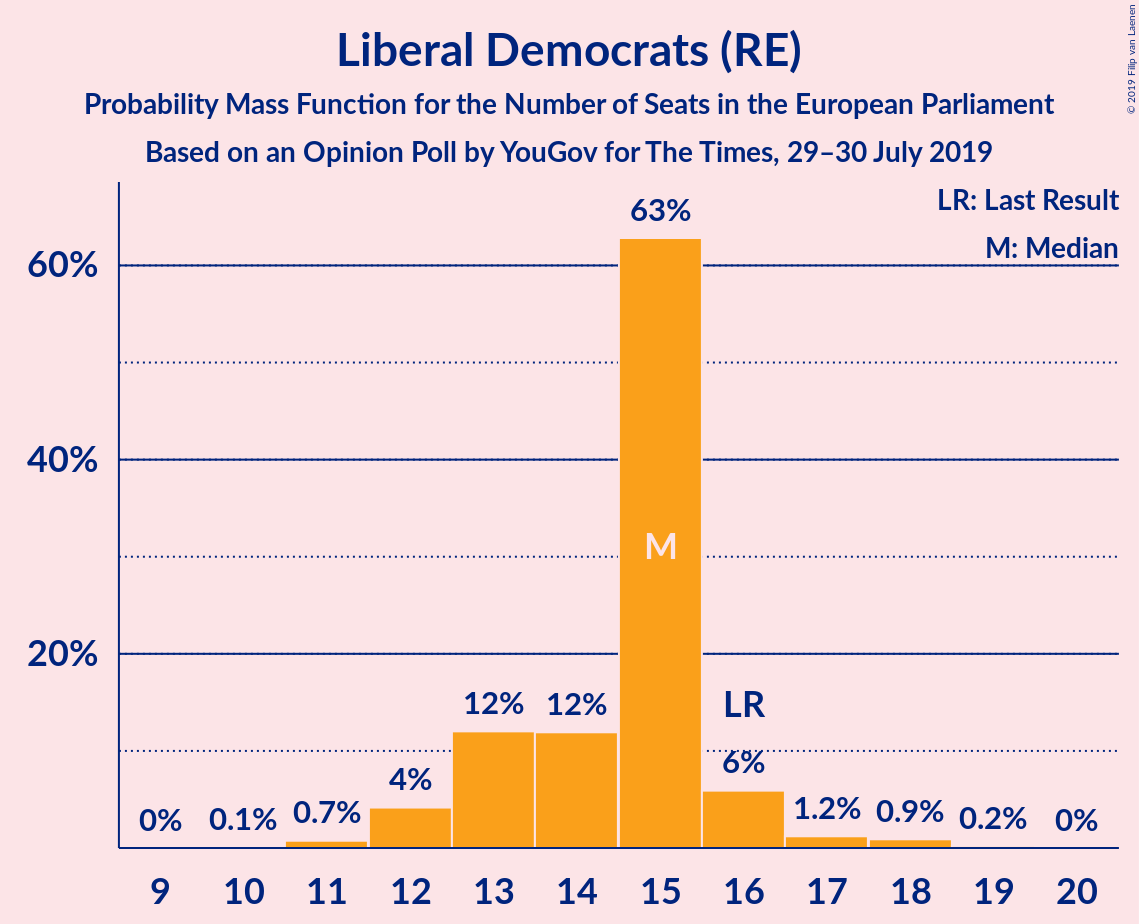 Liberal Democrats (RE)
Probability Mass Function for the Number of Seats in the European Parliament
Based on an Opinion Poll by YouGov for The Times, 29–30 July 2019
© 2019 Filip van Laenen
LR: Last Result
M: Median
60%
40%
20%
0%
0.1%
0.7%
4%
12%
12%
63%
M
LR
6%
1.2%
0.9%
0.2%
0%
9 10 11 12 13 14 15 16 17 18 19 20